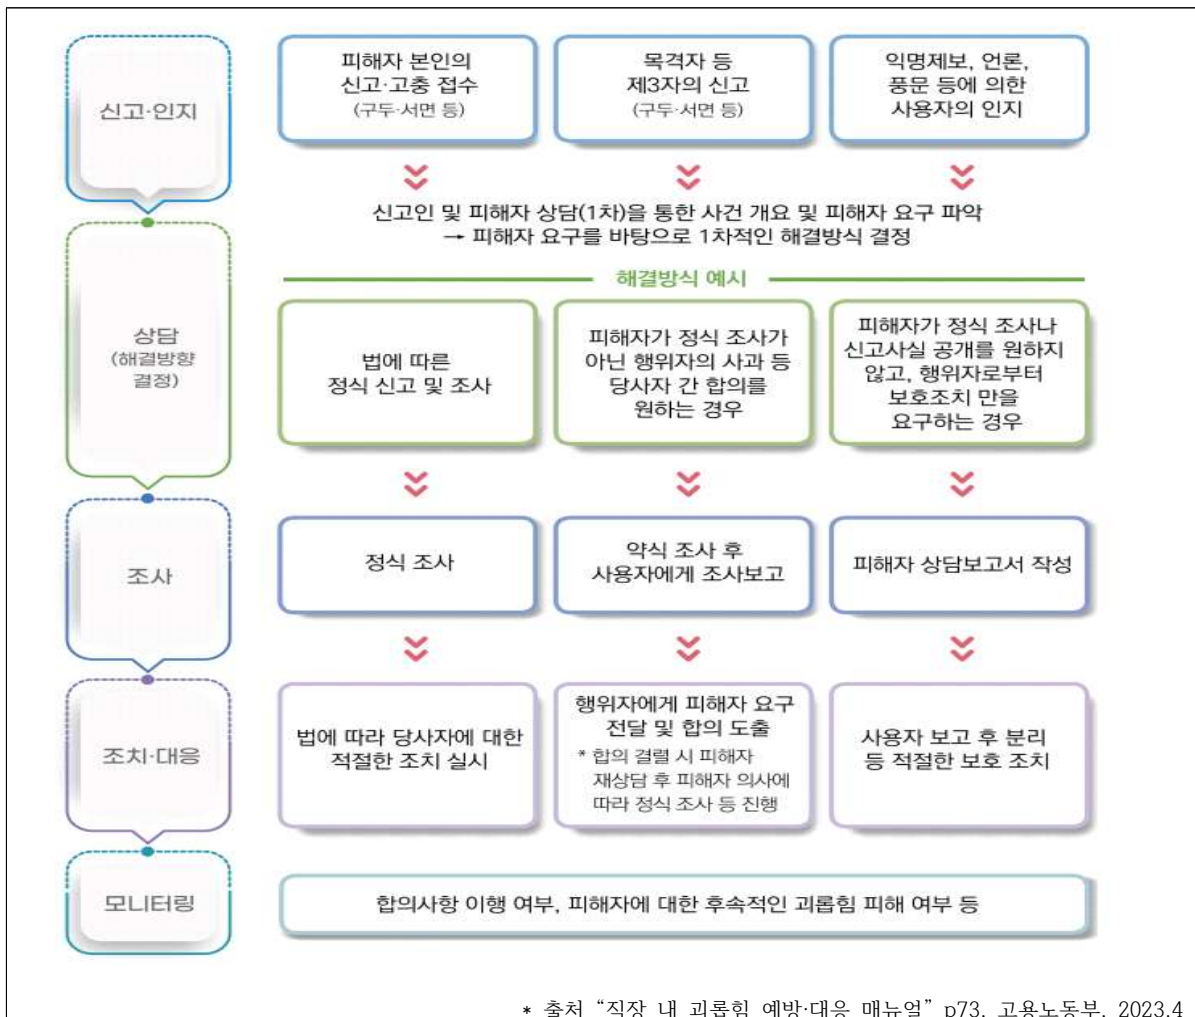 신고·인지
피해자 본인의
신고·고충 접수
(구두·서면 등)
목격자 등
제3자의 신고
(구두·서면 등)
익명제보, 언론,
풍문 등에 의한
사용자의 인지
신고인 및 피해자 상담(1차)을 통한 사건 개요 및 피해자 요구 파악
→ 피해자 요구를 바탕으로 1차적인 해결방식 결정
해결방식 예시
상담
(해결방향
결정)
법에 따른
정식 신고 및 조사
피해자가 정식 조사가
아닌 행위자의 사과 등
당사자 간 합의를
원하는 경우
피해자가 정식 조사나
신고사실 공개를 원하지
않고, 행위자로부터
보호조치 만을
요구하는 경우
조사
정식 조사
약식 조사 후
사용자에게 조사보고
피해자 상담보고서 작성
조치·대응
법에 따라 당사자에 대한
적절한 조치 실시
행위자에게 피해자 요구
전달 및 합의 도출
* 합의 결렬 시 피해자
재상담 후 피해자 의사에
따라 정식 조사 등 진행
사용자 보고 후 분리
등 적절한 보호 조치
모니터링
합의사항 이행 여부, 피해자에 대한 후속적인 괴롭힘 피해 여부 등
* 출처 “직장 내 괴롭힘 예방·대응 매뉴얼” p73, 고용노동부, 2023.4